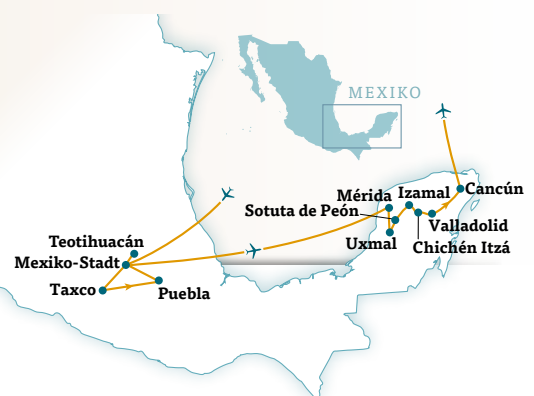 MEXIKO
Mérida
Izamal
Cancún
Sotuta de Peón
Valladolid
Uxmal
Chichén Itzá
Teotihuacán
Mexiko-Stadt
Taxco
Puebla